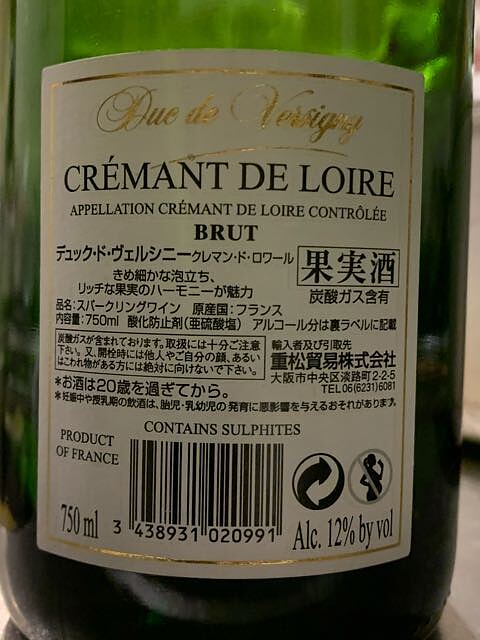 Duc de Versigny
CRÉMANT DE LOIRE
APPELLATION CRÉMANT DE LOIRE CONTRÔLÉE
BRUT
デュック・ド・ヴェルシニー クレマン・ド・ロワール
きめ細かな泡立ち、
リッチな果実のハーモニーが魅力
果実酒
炭酸ガス含有
品名:スパークリングワイン 原産国:フランス
内容量:750ml 酸化防止剤(亜硫酸塩) アルコール分は裏ラベルに記載
炭酸ガスが含まれております。取扱には十分ご注意
下さい。又、開栓時には他人やご自分の顔、あるい
はこわれ物がある方には絶対に向けないで下さい。
輸入者及び引取先
重松貿易株式会社
大阪市中央区淡路町2-2-5
TEL06(6231)6081
*お酒は20歳を過ぎてから。
*妊娠中や授乳期の飲酒は、胎児・乳幼児の発育に悪影響を与えるおそれがあります。
CONTAINS SULPHITES
PRODUCT
OF FRANCE
750 ml
3 438931 020991
Alc. 12% by vol